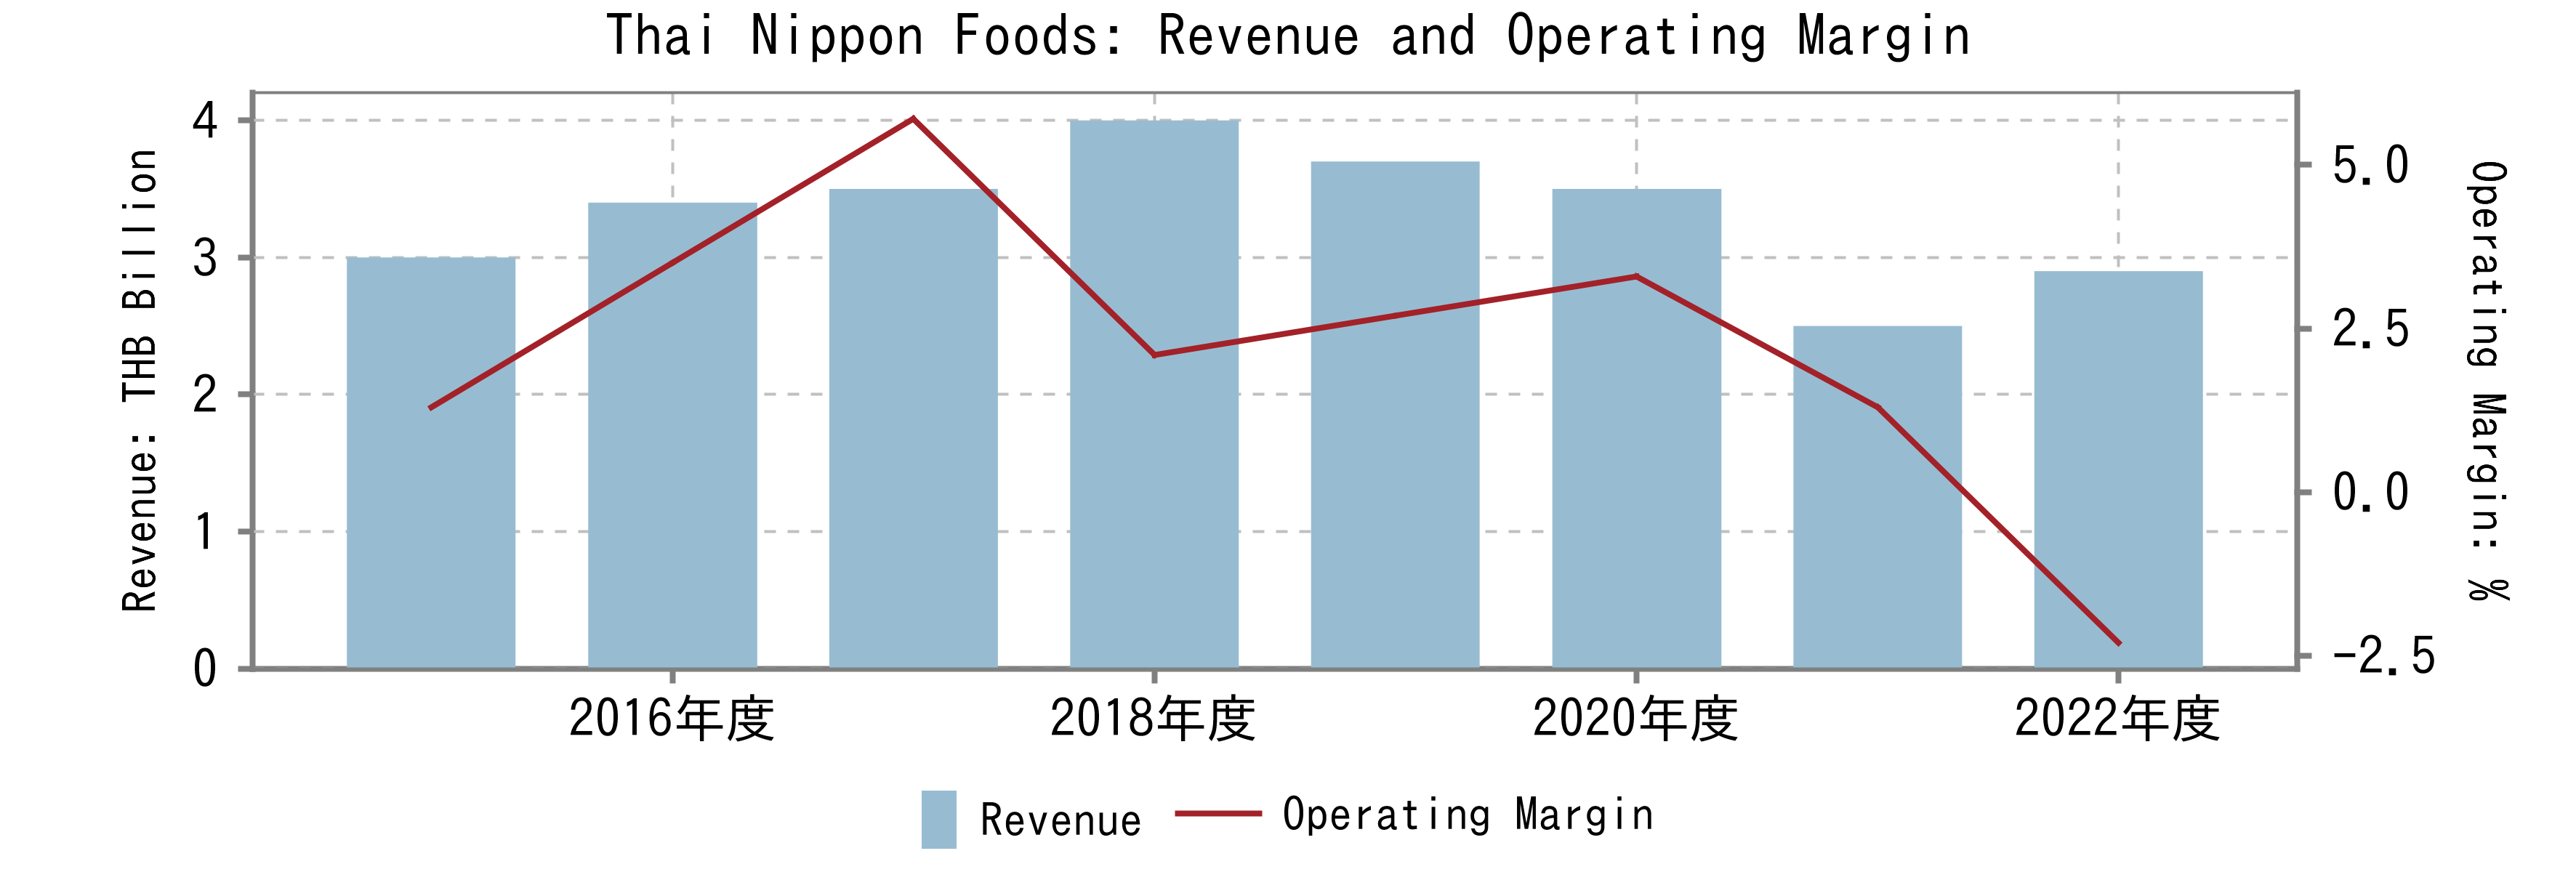 Thai Nippon Foods: Revenue and Operating Margin
Revenue: THB Billion
4
3
2
1
0
5.0
2.5
0.0
-2.5
Operating Margin: %
2016年度
2018年度
2020年度
2022年度
Revenue
Operating Margin